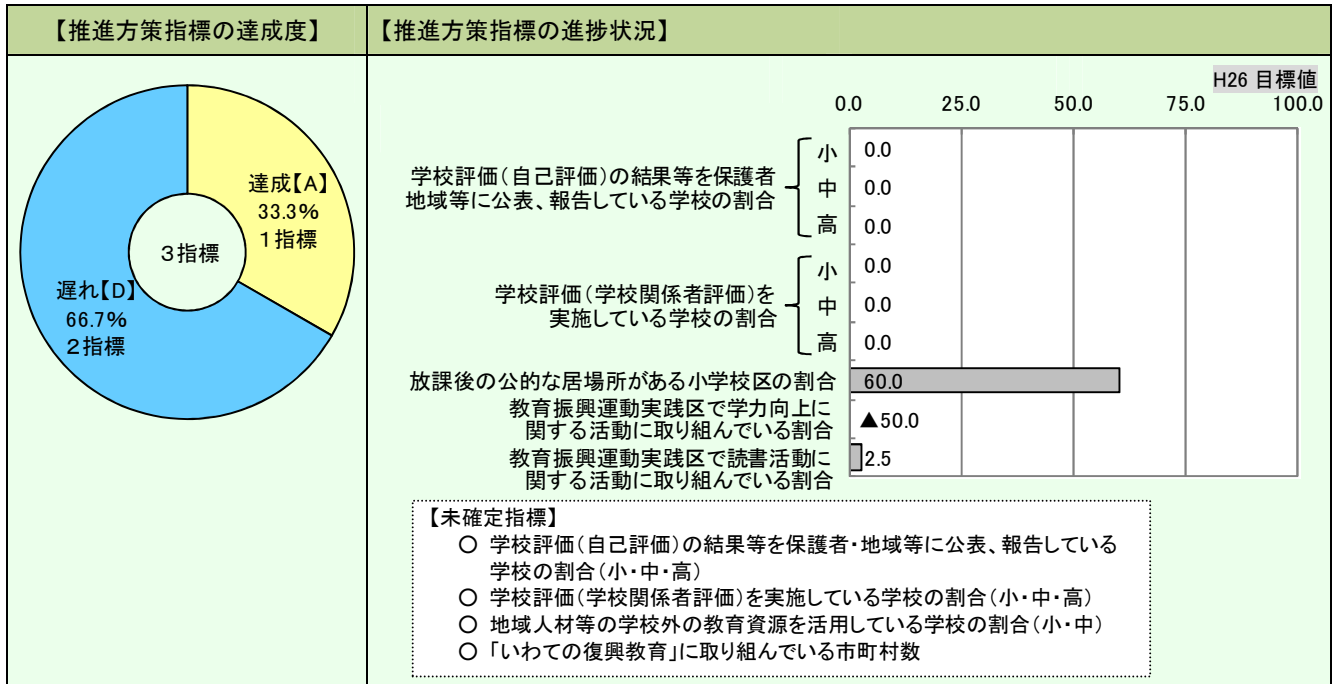 【推進方策指標の達成度】
【推進方策指標の進捗状況】
達成【A】
33.3%
1指標
3指標
遅れ【D】
66.7%
2指標
H26 目標値
0.0 25.0 50.0 75.0 100.0
学校評価(自己評価)の結果等を保護者
地域等に公表、報告している学校の割合
小 0.0
中 0.0
高 0.0
学校評価(学校関係者評価)を
実施している学校の割合
小 0.0
中 0.0
高 0.0
放課後の公的な居場所がある小学校区の割合 60.0
教育振興運動実践区で学力向上に
関する活動に取り組んでいる割合
▲50.0
教育振興運動実践区で読書活動に
関する活動に取り組んでいる割合
2.5
【未確定指標】
○ 学校評価(自己評価)の結果等を保護者・地域等に公表、報告している
学校の割合(小・中・高)
○ 学校評価(学校関係者評価)を実施している学校の割合(小・中・高)
○ 地域人材等の学校外の教育資源を活用している学校の割合(小・中)
○ 「いわての復興教育」に取り組んでいる市町村数